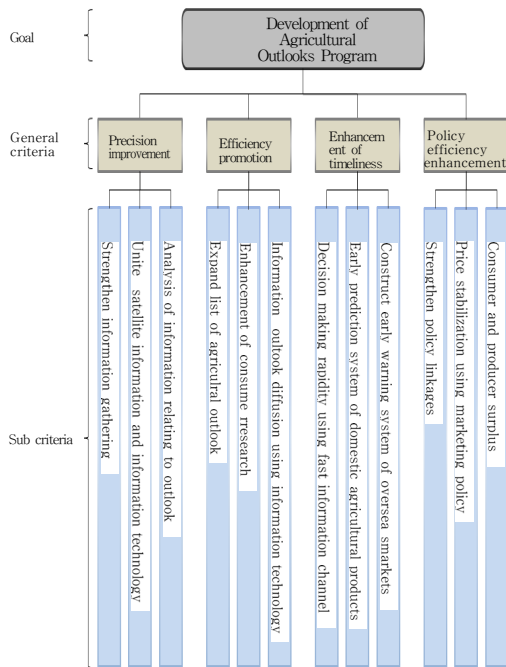 Goal
Development of
Agricultural
Outlooks Program
General
criteria
Precision
improvement
Efficiency
promotion
Enhancem
ent of
timeliness
Policy
efficiency
enhancement
Sub criteria
Strengthen information gathering
Unite satellite information and information technology
Analysis of information relating to outlook
Expand list of agriculral outlook
Enhancement of consume rresearch
Information oultook diffusion using information technology
Decision making rapidity using fast information channel
Early prediction system of domestic agricultural products
Construct early warning system of oversea smarkets
Strengthen policy linkages
Price stabilization using marketing policy
Consumer and producer surplus